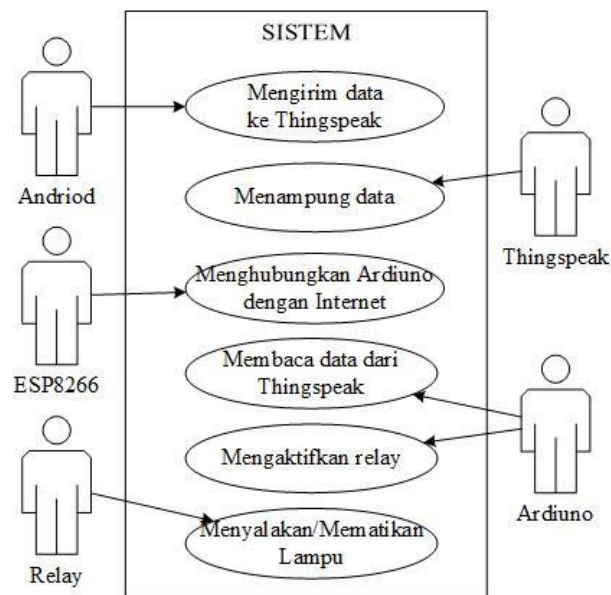 SISTEM
Mengirim data
ke Thingspeak
Andriod
Menampung data
Thingspeak
Menghubungkan Ardiuno
dengan Internet
ESP8266
Membaca data dari
Thingspeak
Mengaktifkan relay
Ardiuno
Menyalakan/Mematikan
Lampu
Relay